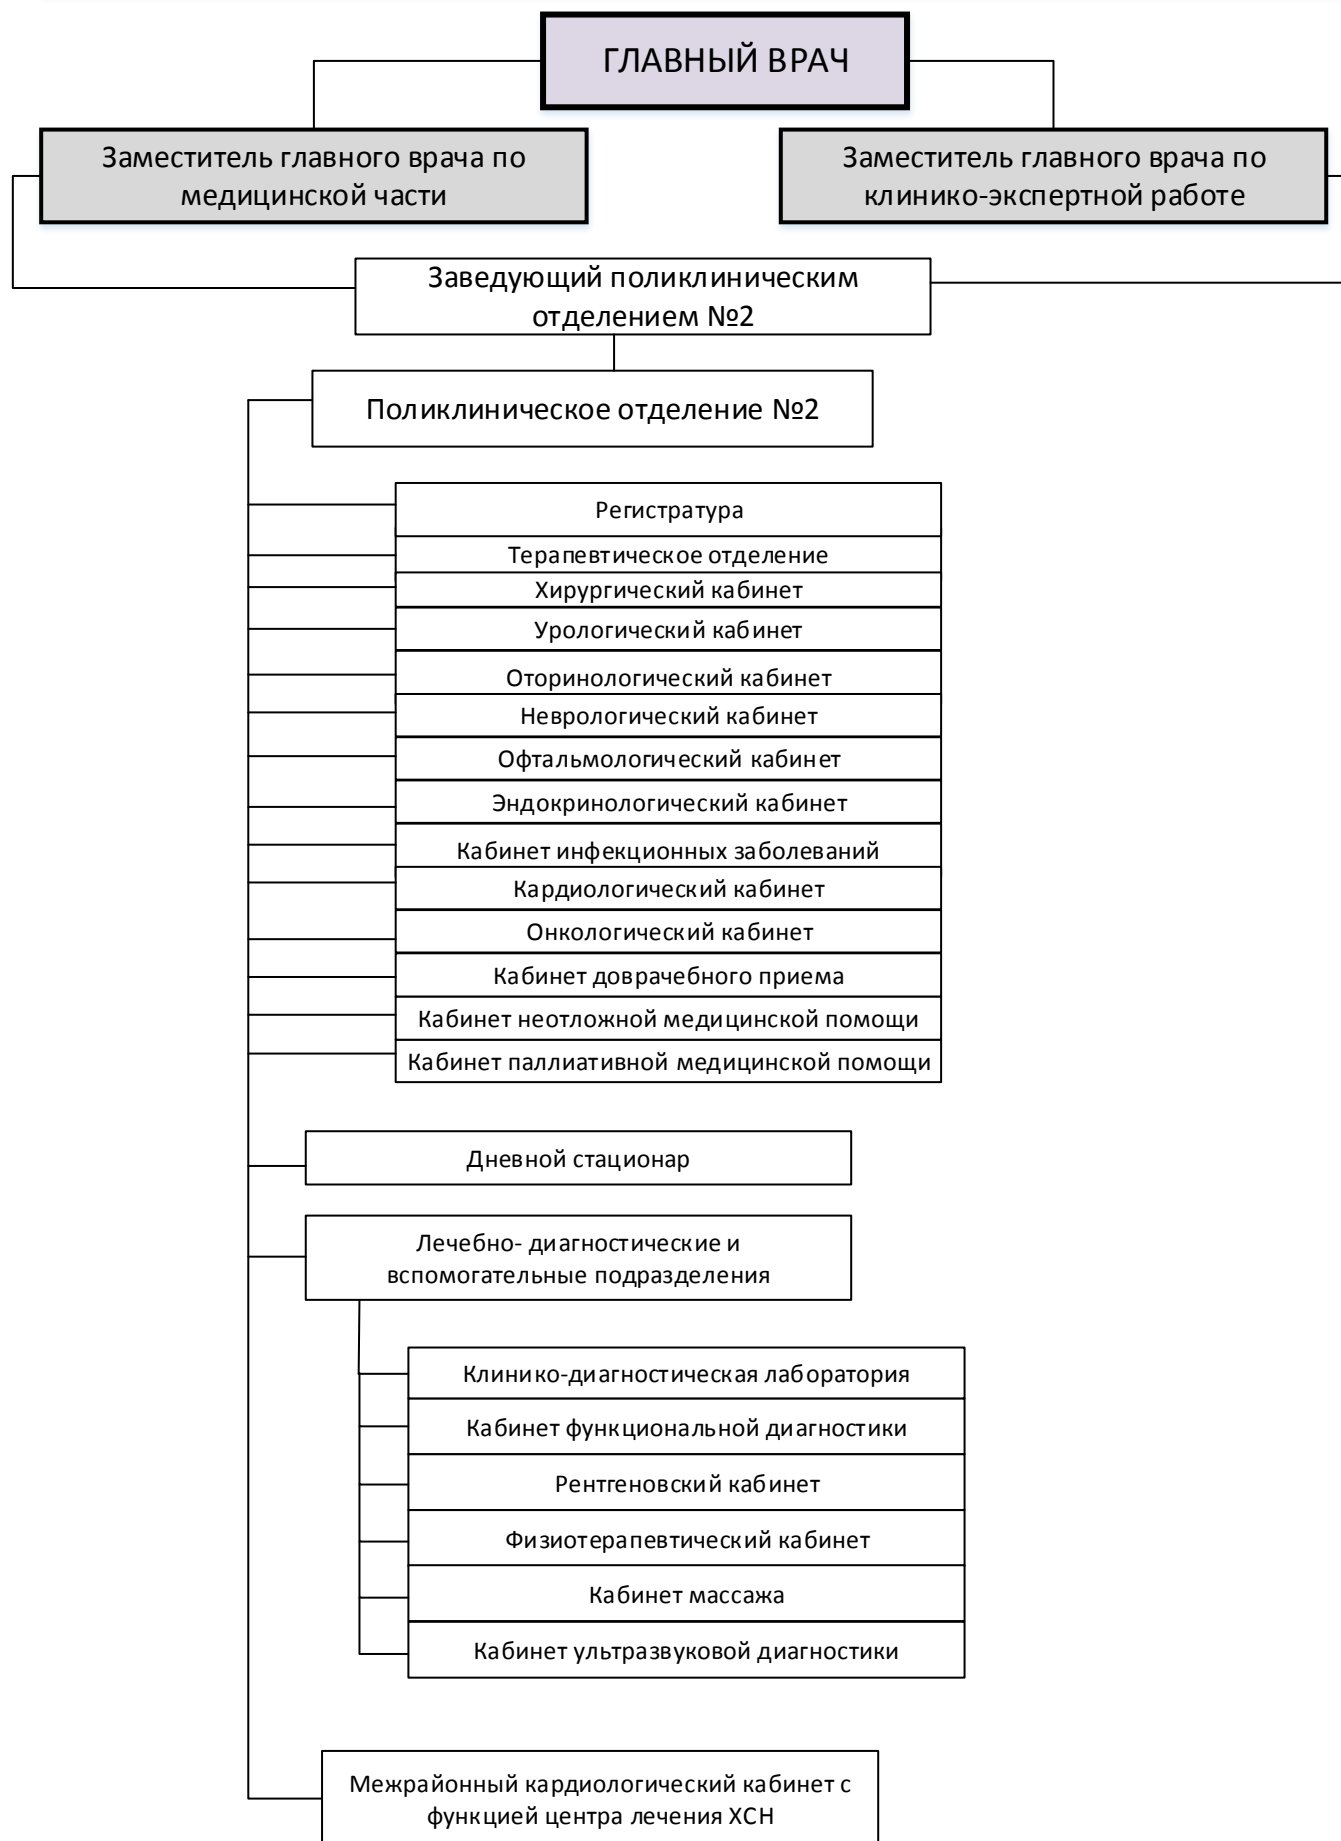 ГЛАВНЫЙ ВРАЧ
Заместитель главного врача по
медицинской части
Заместитель главного врача по
клинико-экспертной работе
Заведующий поликлиническим
отделением №2
Поликлиническое отделение №2
Регистратура
Терапевтическое отделение
Хирургический кабинет
Урологический кабинет
Оторинологический кабинет
Неврологический кабинет
Офтальмологический кабинет
Эндокринологический кабинет
Кабинет инфекционных заболеваний
Кардиологический кабинет
Онкологический кабинет
Кабинет доврачебного приема
Кабинет неотложной медицинской помощи
Кабинет паллиативной медицинской помощи
Дневной стационар
Лечебно- диагностические и
вспомогательные подразделения
Клинико-диагностическая лаборатория
Кабинет функциональной диагностики
Рентгеновский кабинет
Физиотерапевтический кабинет
Кабинет массажа
Кабинет ультразвуковой диагностики
Межрайонный кардиологический кабинет с
функцией центра лечения ХСН